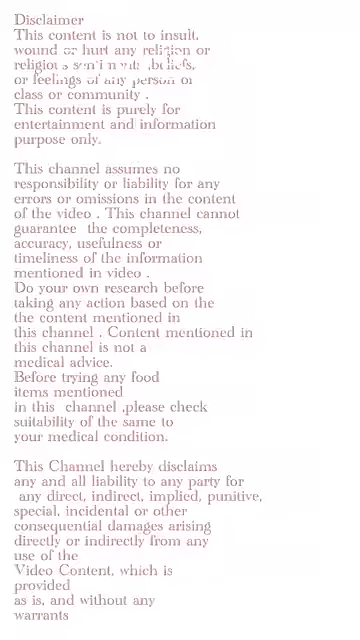 Disclaimer
This content is not to insult,
wound or hurt any religion or
religious sentiments ,beliefs,
or feelings of any person or
class or community .
This content is purely for
entertainment and information
purpose only.
This channel assumes no
responsibility or liability for any
errors or omissions in the content
of the video . This channel cannot
guarantee the completeness,
accuracy, usefulness or
timeliness of the information
mentioned in video .
Do your own research before
taking any action based on the
the content mentioned in
this channel . Content mentioned in
this channel is not a
medical advice.
Before trying any food
items mentioned
in this channel ,please check
suitability of the same to
your medical condition.
This Channel hereby disclaims
any and all liability to any party for
any direct, indirect, implied, punitive,
special, incidental or other
consequential damages arising
directly or indirectly from any
use of the
Video Content, which is
provided
as is, and without any
warrants